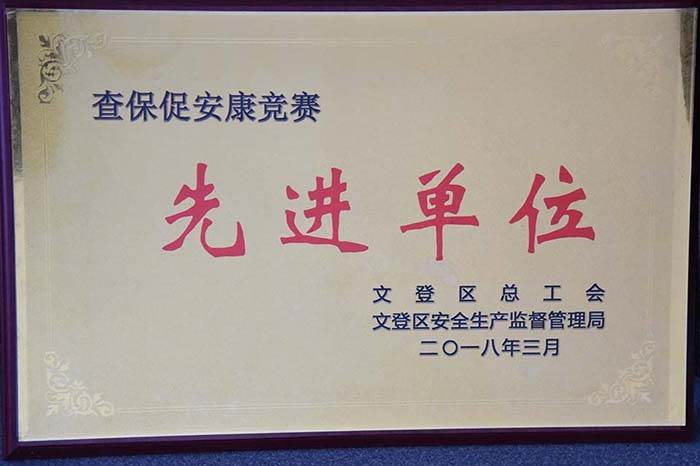 查保促安康竞赛
先进单位
文登区总工会
文登区安全生产监督管理局
二〇一八年三月